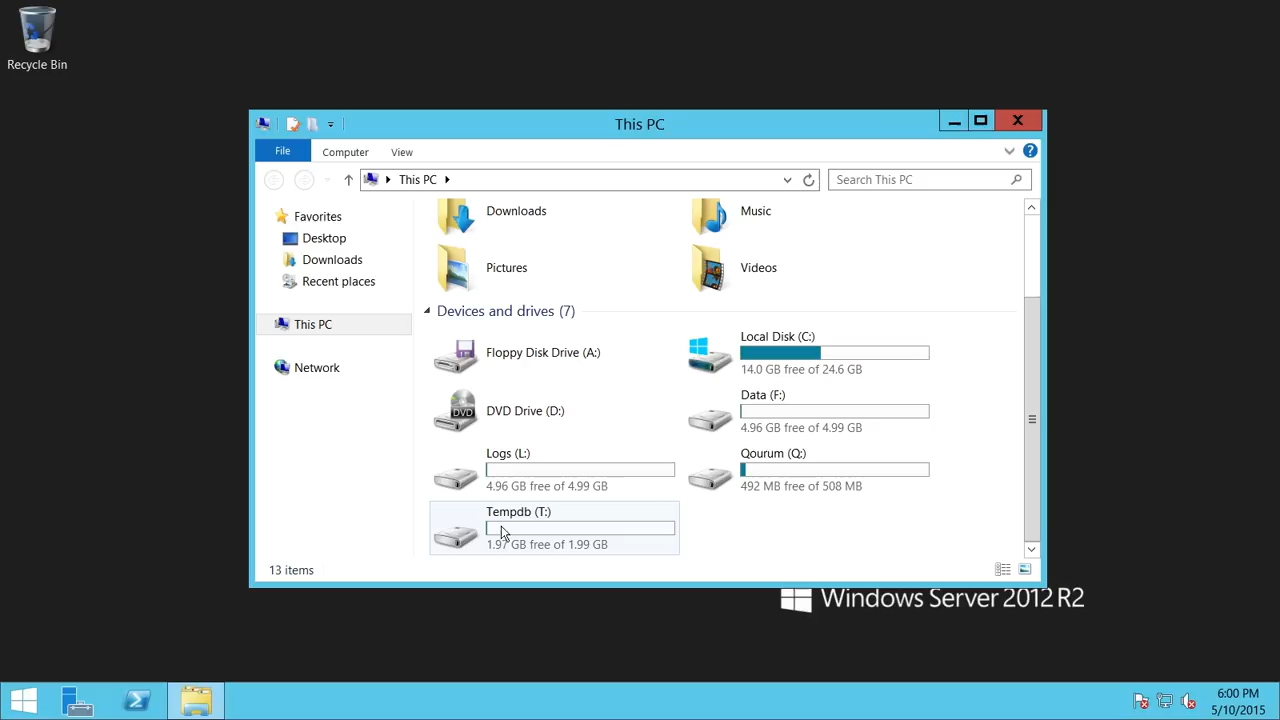 Recycle Bin
This PC
File
Computer
View
This PC
Search This PC
Favorites
Desktop
Downloads
Recent places
This PC
Network
Downloads
Music
Pictures
Videos
Devices and drives (7)
Floppy Disk Drive (A:)
Local Disk (C:)
14.0 GB free of 24.6 GB
DVD
DVD Drive (D:)
Data (F:)
4.96 GB free of 4.99 GB
Logs (L:)
4.96 GB free of 4.99 GB
Qourum (Q:)
492 MB free of 508 MB
Tempdb (T:)
1.97 GB free of 1.99 GB
13 items
Windows Server 2012 R2
6:00 PM
5/10/2015